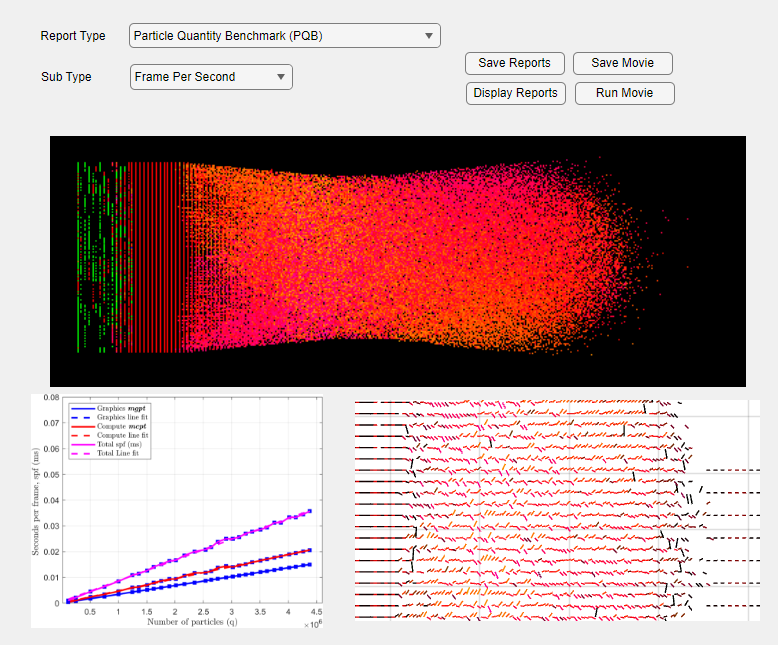 Report Type
Particle Quantity Benchmark (PQB)
Sub Type
Frame Per Second
Save Reports
Save Movie
Display Reports
Run Movie
0.08
0.07
0.06
0.05
0.04
0.03
0.02
0.01
0
Seconds per frame, spf (ms)
Graphics mgpt
Graphics line fit
Compute mcpt
Compute line fit
Total spf (ms)
Total Line fit
0.5 1 1.5 2 2.5 3 3.5 4 4.5
Number of particles (q)
×10⁶